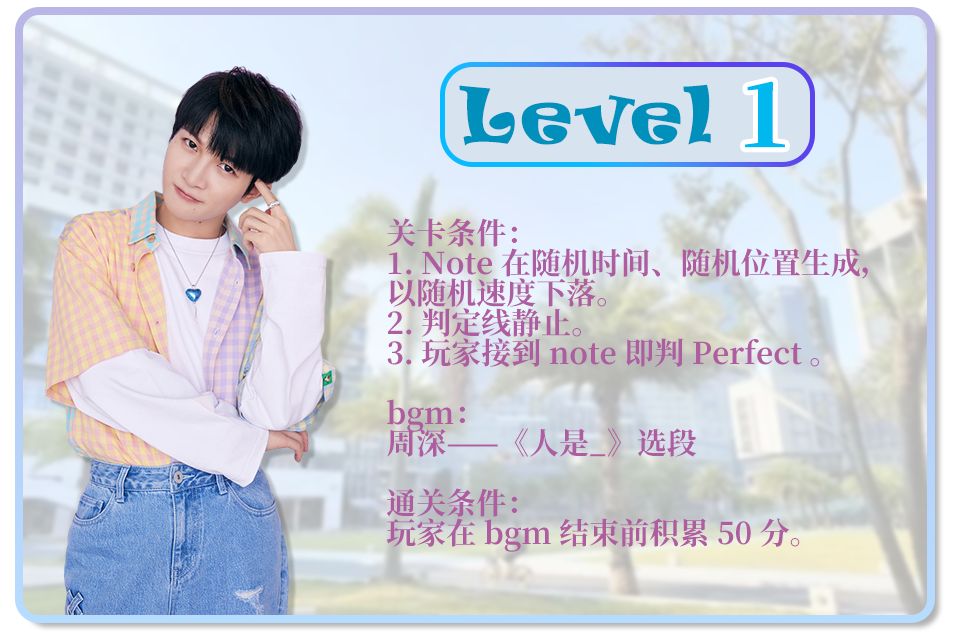 Level 1
关卡条件：
1. Note 在随机时间、随机位置生成，
以随机速度下落。
2. 判定线静止。
3. 玩家接到 note 即判 Perfect 。
bgm：
周深——《人是_》选段
通关条件：
玩家在 bgm 结束前积累 50 分。